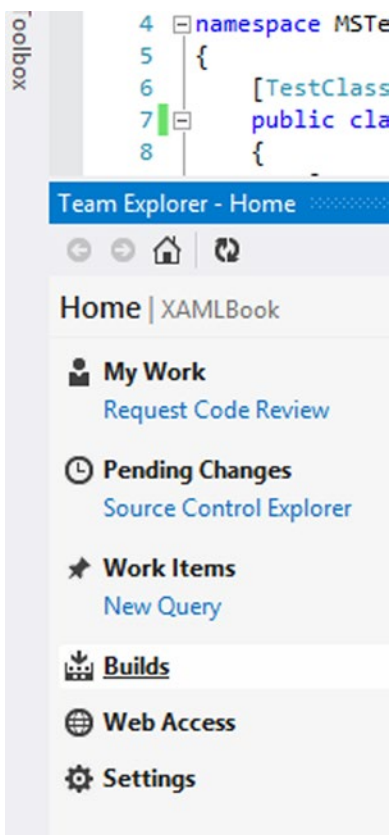 Toolbox
4 namespace MSTe
5 {
6 [TestClass
7 public cla
8 {
Team Explorer - Home
Home | XAMLBook
My Work
Request Code Review
Pending Changes
Source Control Explorer
Work Items
New Query
Builds
Web Access
Settings